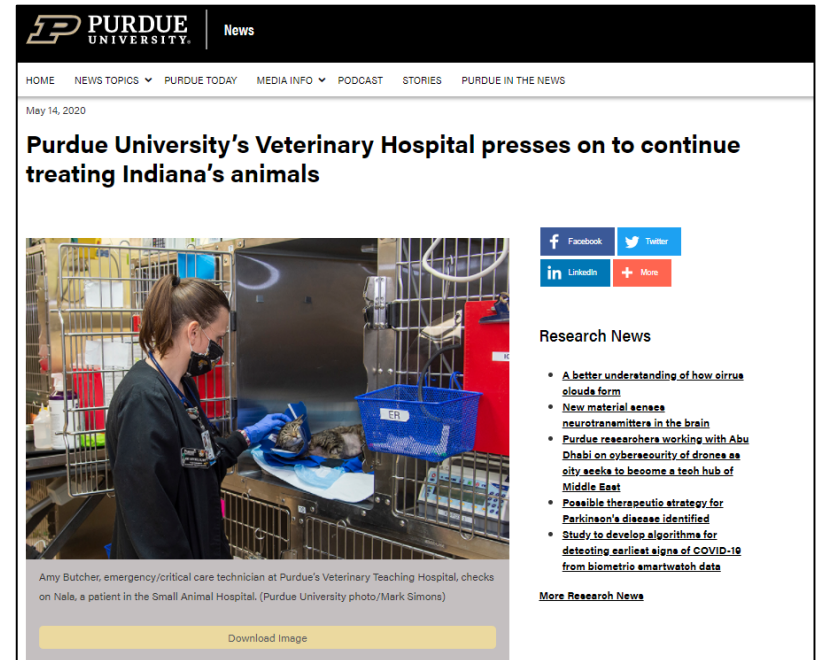 PURDUE
UNIVERSITY®
News
HOME NEWS TOPICS PURDUE TODAY MEDIA INFO PODCAST STORIES PURDUE IN THE NEWS
May 14, 2020
Purdue University's Veterinary Hospital presses on to continue
treating Indiana's animals
ER
Amy Butcher, emergency/critical care technician at Purdue's Veterinary Teaching Hospital, checks
on Nala, a patient in the Small Animal Hospital. (Purdue University photo/Mark Simons)
Download Image
Facebook
Twitter
LinkedIn
More
Research News
A better understanding of how cirrus
clouds form
New material senses
neurotransmitters in the brain
Purdue researchers working with Abu
Dhabi on cybersecurity of drones as
city seeks to become a tech hub of
Middle East
Possible therapeutic strategy for
Parkinson's disease identified
Study to develop algorithms for
detecting earliest signs of COVID-19
from biometric smartwatch data
More Research News